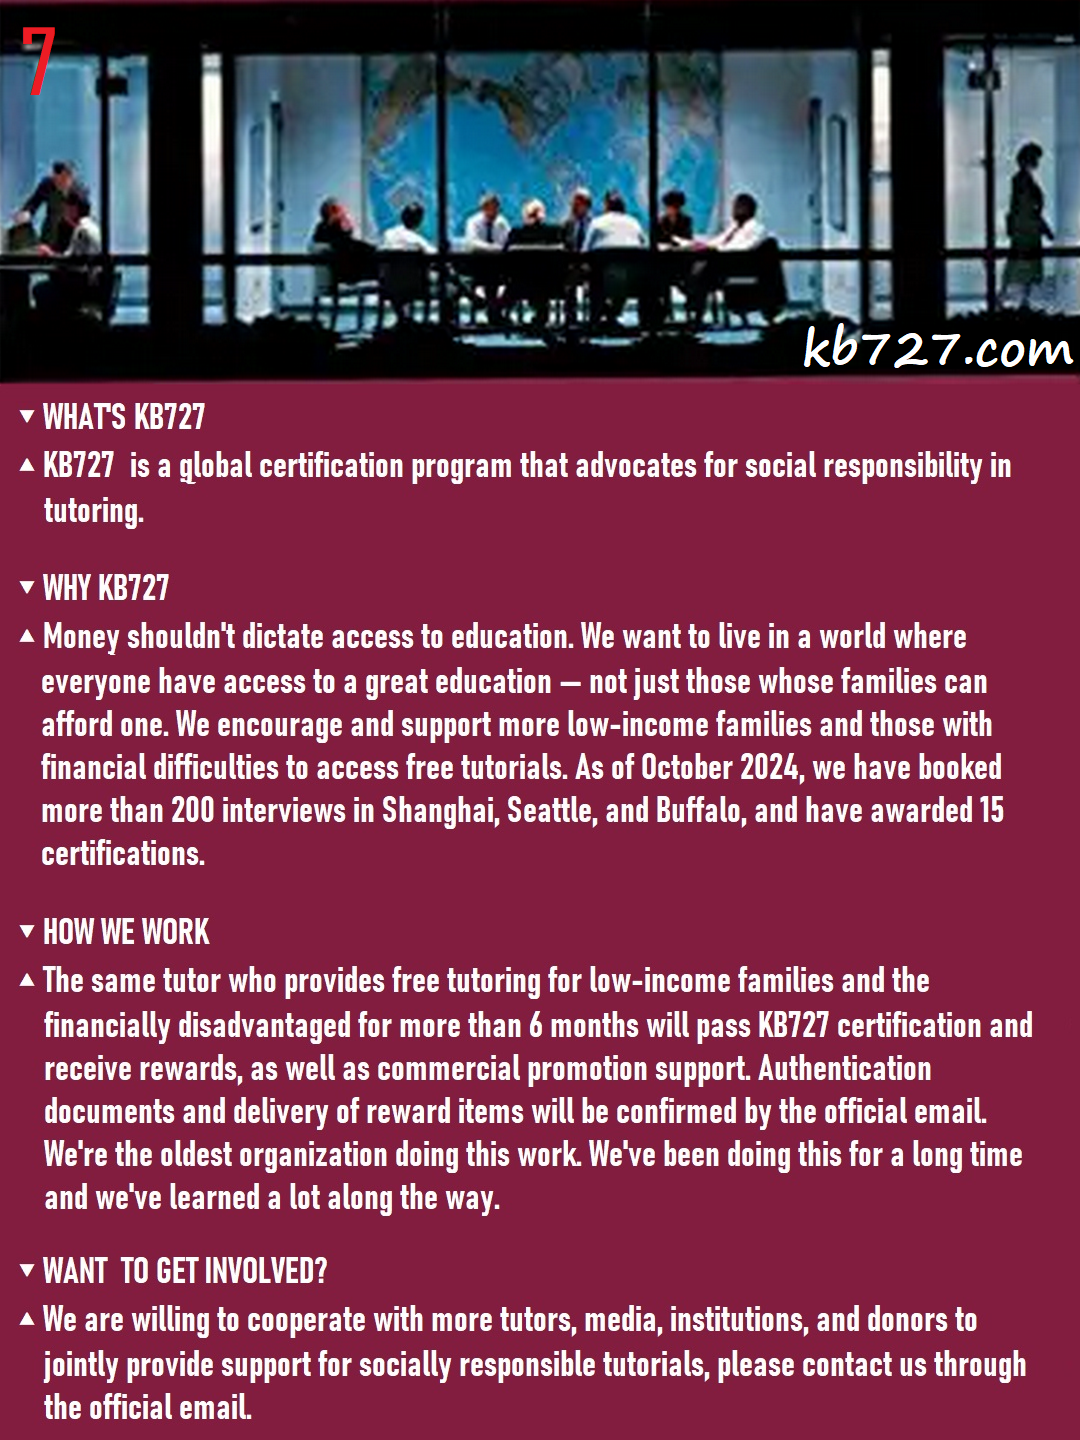 7
kb727.com
▼ WHAT'S KB727
▲ KB727 is a global certification program that advocates for social responsibility in
tutoring.
▼ WHY KB727
▲ Money shouldn't dictate access to education. We want to live in a world where
everyone have access to a great education — not just those whose families can
afford one. We encourage and support more low-income families and those with
financial difficulties to access free tutorials. As of October 2024, we have booked
more than 200 interviews in Shanghai, Seattle, and Buffalo, and have awarded 15
certifications.
▼ HOW WE WORK
▲ The same tutor who provides free tutoring for low-income families and the
financially disadvantaged for more than 6 months will pass KB727 certification and
receive rewards, as well as commercial promotion support. Authentication
documents and delivery of reward items will be confirmed by the official email.
We're the oldest organization doing this work. We've been doing this for a long time
and we've learned a lot along the way.
▼ WANT TO GET INVOLVED?
▲ We are willing to cooperate with more tutors, media, institutions, and donors to
jointly provide support for socially responsible tutorials, please contact us through
the official email.